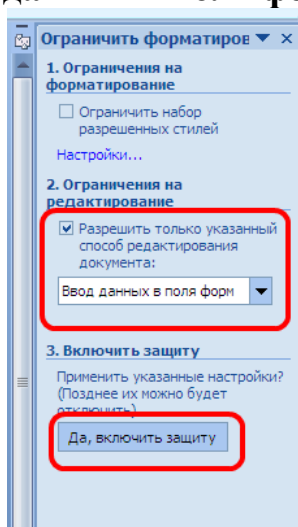 Ограничить форматиров
1. Ограничения на
форматирование
Ограничить набор
разрешенных стилей
Настройки...
2. Ограничения на
редактирование
Разрешить только указанный
способ редактирования
документа:
Ввод данных в поля форм
3. Включить защиту
Применить указанные настройки?
(Позднее их можно будет
отключить)
Да, включить защиту